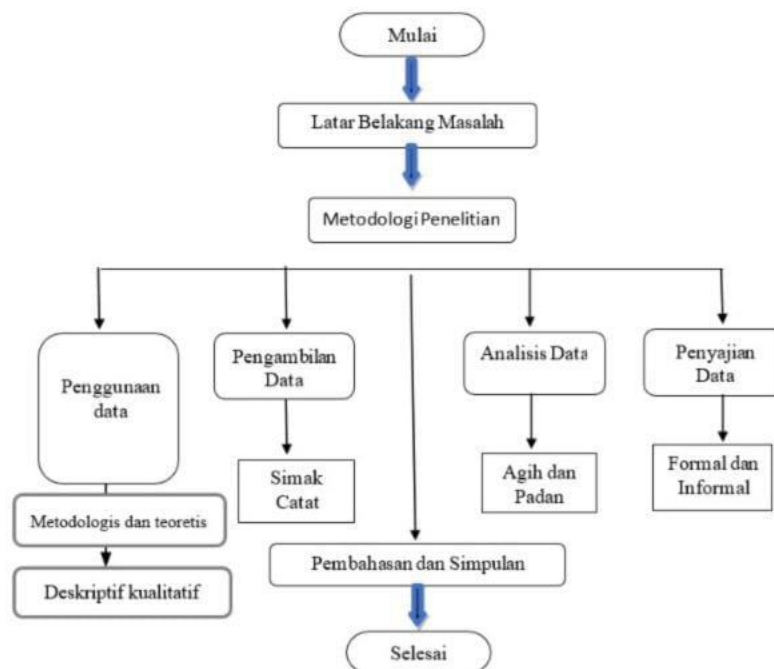 Mulai
Latar Belakang Masalah
Metodologi Penelitian
Penggunaan
data
Pengambilan
Data
Analisis Data
Penyajian
Data
Simak
Catat
Agih dan
Padan
Formal dan
Informal
Metodologis dan teoretis
Deskriptif kualitatif
Pembahasan dan Simpulan
Selesai